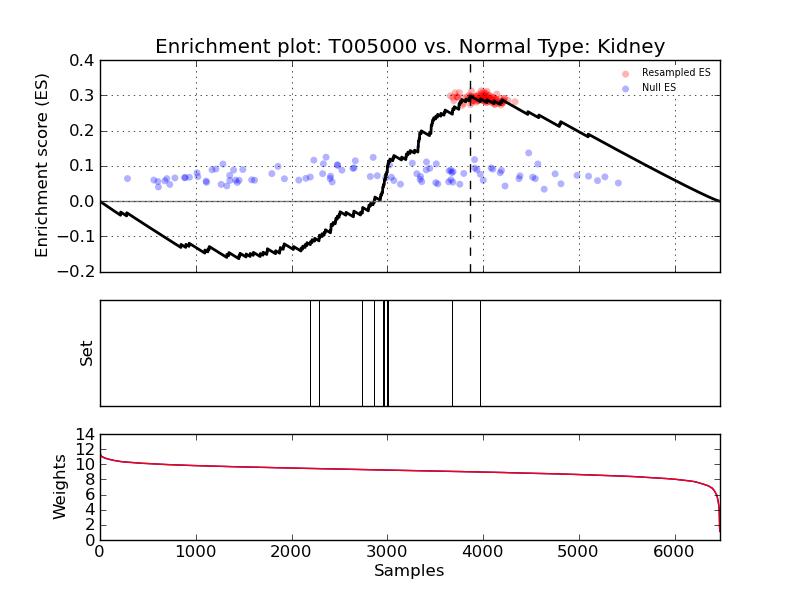 Enrichment plot: T005000 vs. Normal Type: Kidney
Enrichment score (ES)
0.4
0.3
0.2
0.1
0.0
−0.1
−0.2
Resampled ES
Null ES
Set
Weights
14
12
10
8
6
4
2
0
0 1000 2000 3000 4000 5000 6000
Samples